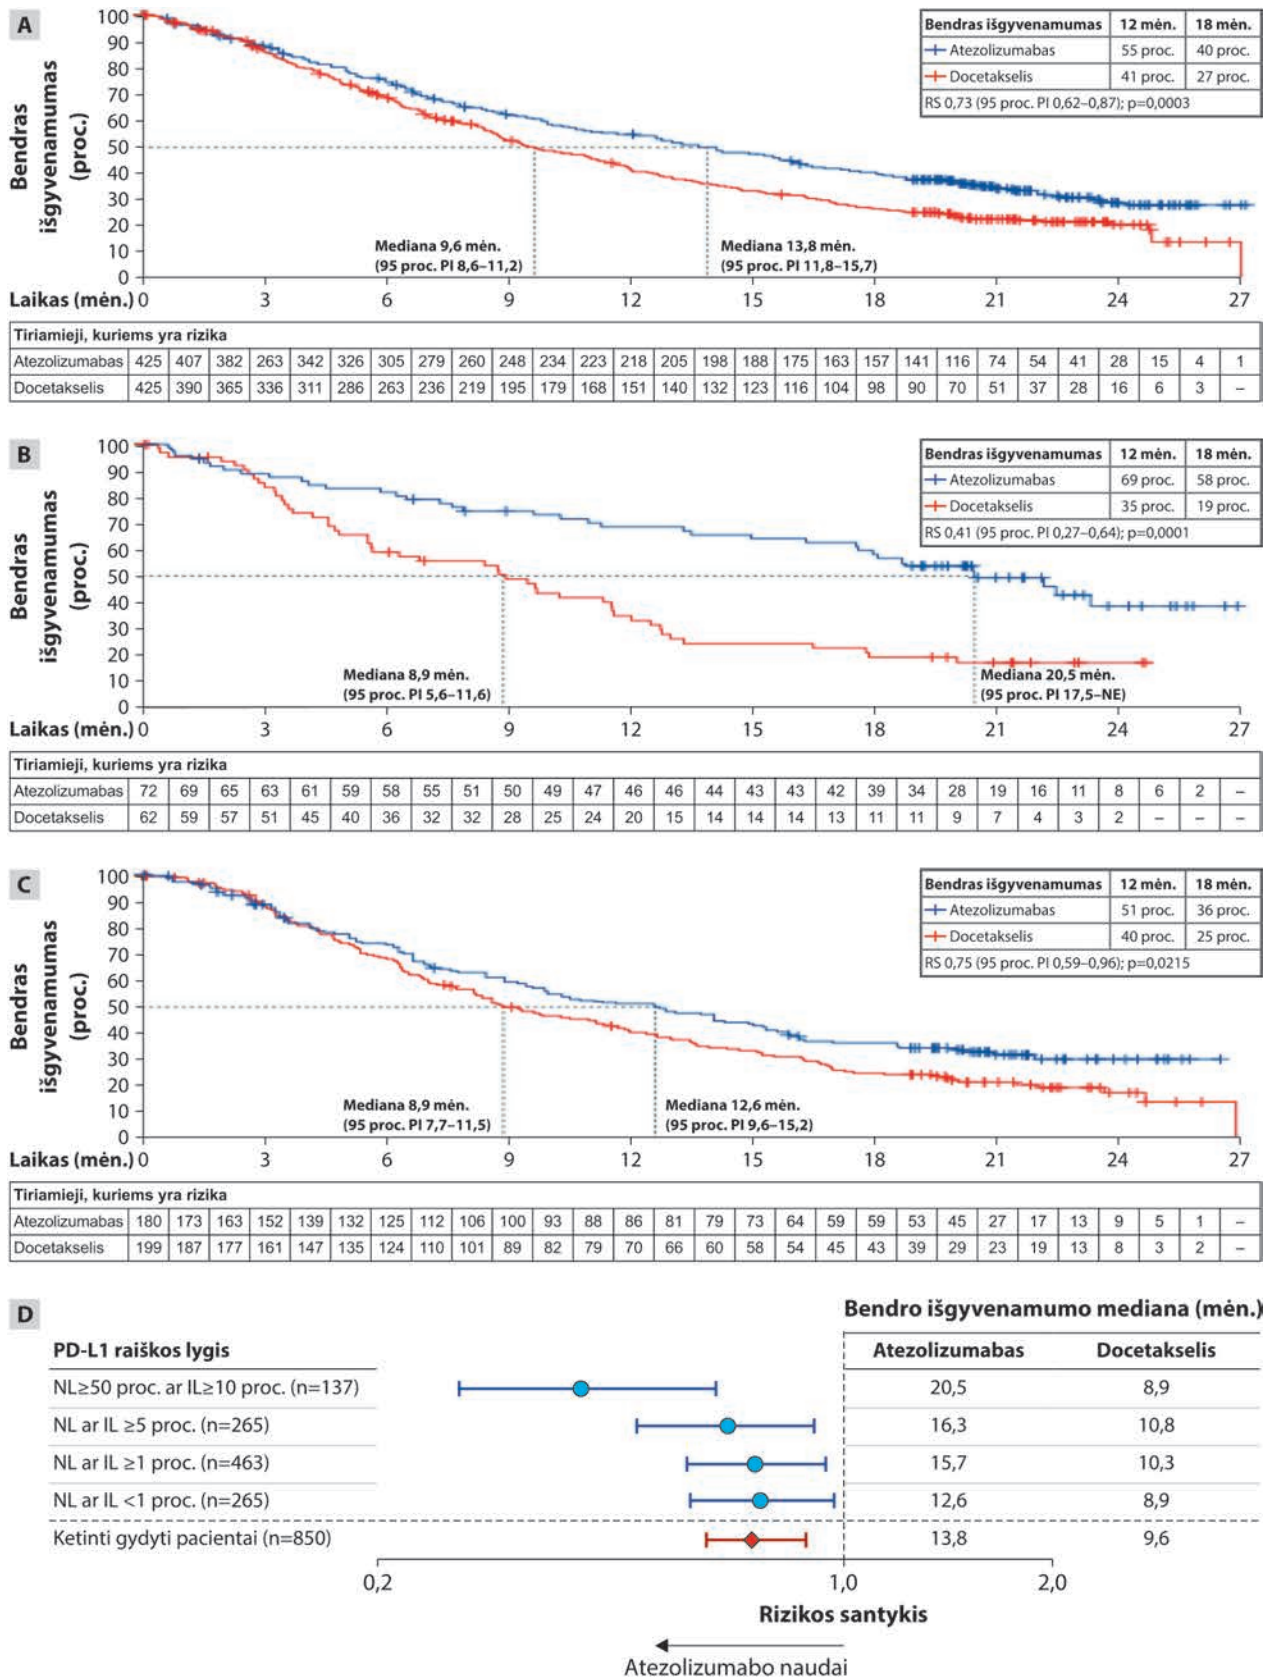 A
Bendras išgyvenamumas (proc.)
100
90
80
70
60
50
40
30
20
10
0
Bendras išgyvenamumas 12 mėn. 18 mėn.
Atezolizumabas 55 proc. 40 proc.
Docetakselis 41 proc. 27 proc.
RS 0,73 (95 proc. PI 0,62–0,87); p=0,0003
Mediana 9,6 mėn.
(95 proc. PI 8,6–11,2)
Mediana 13,8 mėn.
(95 proc. PI 11,8–15,7)
Laikas (mėn.) 0 3 6 9 12 15 18 21 24 27
Tiriamieji, kuriems yra rizika
Atezolizumabas 425 407 382 263 342 326 305 279 260 248 234 223 218 205 198 188 175 163 157 141 116 74 54 41 28 15 4 1
Docetakselis 425 390 365 336 311 286 263 236 219 195 179 168 151 140 132 123 116 104 98 90 70 51 37 28 16 6 3 –
B
Bendras išgyvenamumas (proc.)
100
90
80
70
60
50
40
30
20
10
0
Bendras išgyvenamumas 12 mėn. 18 mėn.
Atezolizumabas 69 proc. 58 proc.
Docetakselis 35 proc. 19 proc.
RS 0,41 (95 proc. PI 0,27–0,64); p=0,0001
Mediana 8,9 mėn.
(95 proc. PI 5,6–11,6)
Mediana 20,5 mėn.
(95 proc. PI 17,5–NE)
Laikas (mėn.) 0 3 6 9 12 15 18 21 24 27
Tiriamieji, kuriems yra rizika
Atezolizumabas 72 69 65 63 61 59 58 55 51 50 49 47 46 46 44 43 43 42 39 34 28 19 16 11 8 6 2 –
Docetakselis 62 59 57 51 45 40 36 32 32 28 25 24 20 15 14 14 14 13 11 11 9 7 4 3 2 – – –
C
Bendras išgyvenamumas (proc.)
100
90
80
70
60
50
40
30
20
10
0
Bendras išgyvenamumas 12 mėn. 18 mėn.
Atezolizumabas 51 proc. 36 proc.
Docetakselis 40 proc. 25 proc.
RS 0,75 (95 proc. PI 0,59–0,96); p=0,0215
Mediana 8,9 mėn.
(95 proc. PI 7,7–11,5)
Mediana 12,6 mėn.
(95 proc. PI 9,6–15,2)
Laikas (mėn.) 0 3 6 9 12 15 18 21 24 27
Tiriamieji, kuriems yra rizika
Atezolizumabas 180 173 163 152 139 132 125 112 106 100 93 88 86 81 79 73 64 59 59 53 45 27 17 13 9 5 1 –
Docetakselis 199 187 177 161 147 135 124 110 101 89 82 79 70 66 60 58 54 45 43 39 29 23 19 13 8 3 2 –
D
Bendro išgyvenamumo mediana (mėn.)
PD-L1 raiškos lygis Atezolizumabas Docetakselis
NL≥50 proc. ar IL≥10 proc. (n=137) 20,5 8,9
NL ar IL ≥5 proc. (n=265) 16,3 10,8
NL ar IL ≥1 proc. (n=463) 15,7 10,3
NL ar IL <1 proc. (n=265) 12,6 8,9
Ketinti gydyti pacientai (n=850) 13,8 9,6
0,2 1,0 2,0
Rizikos santykis
Atezolizumabo naudai